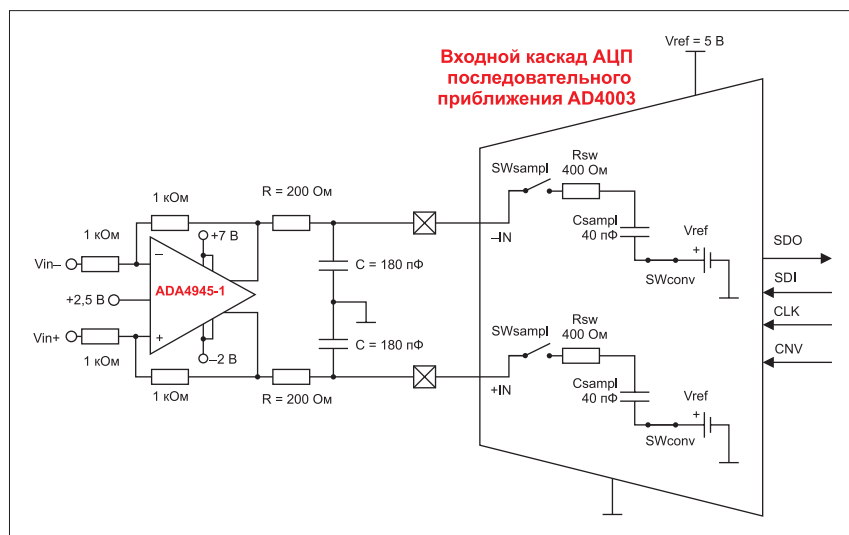 Vref = 5 В
Входной каскад АЦП
последовательного
приближения AD4003
SWsampl
Rsw
400 Ом
1 кОм
R = 200 Ом
1 кОм
+7 В
Csampl
40 пФ
Vref
+
–IN
SDO
Vin–
–
C = 180 пФ
SWconv
SDI
+2,5 В
ADA4945-1
CLK
Vin+
+
SWsampl
Rsw
400 Ом
CNV
1 кОм
–2 В
C = 180 пФ
+IN
Csampl
40 пФ
Vref
+
1 кОм
R = 200 Ом
SWconv